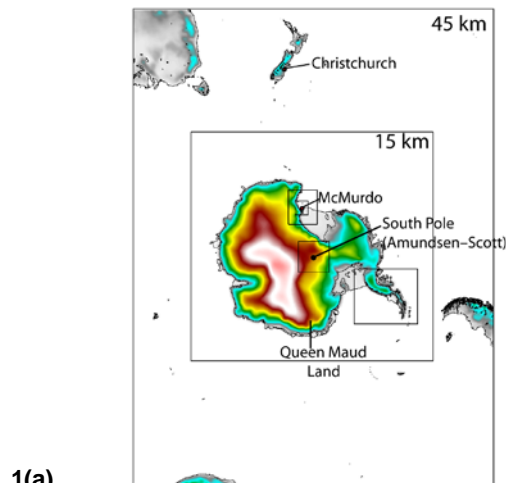 45 km
Christchurch
15 km
McMurdo
South Pole
(Amundsen–Scott)
Queen Maud
Land
1(a)